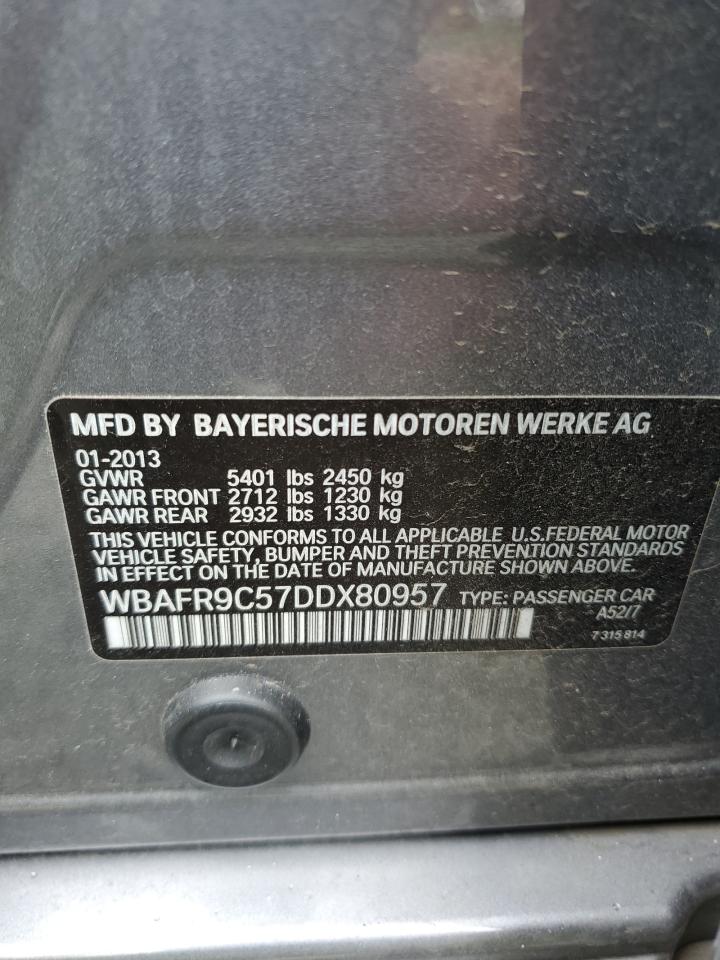 MFD BY BAYERISCHE MOTOREN WERKE AG
01-2013
GVWR 5401 lbs 2450 kg
GAWR FRONT 2712 lbs 1230 kg
GAWR REAR 2932 lbs 1330 kg
THIS VEHICLE CONFORMS TO ALL APPLICABLE U.S.FEDERAL MOTOR
VEHICLE SAFETY, BUMPER AND THEFT PREVENTION STANDARDS
IN EFFECT ON THE DATE OF MANUFACTURE SHOWN ABOVE.
WBAFR9C57DDX80957 TYPE: PASSENGER CAR
A52/7
7 315 814